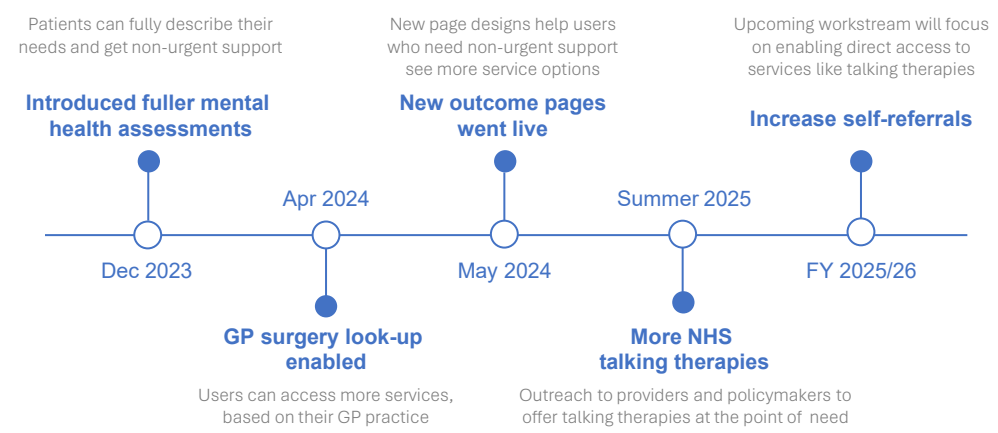 Patients can fully describe their
needs and get non-urgent support
Introduced fuller mental
health assessments
Dec 2023
Apr 2024
GP surgery look-up
enabled
Users can access more services,
based on their GP practice
New page designs help users
who need non-urgent support
see more service options
New outcome pages
went live
May 2024
Summer 2025
More NHS
talking therapies
Outreach to providers and policymakers to
offer talking therapies at the point of need
Upcoming workstream will focus
on enabling direct access to
services like talking therapies
Increase self-referrals
FY 2025/26